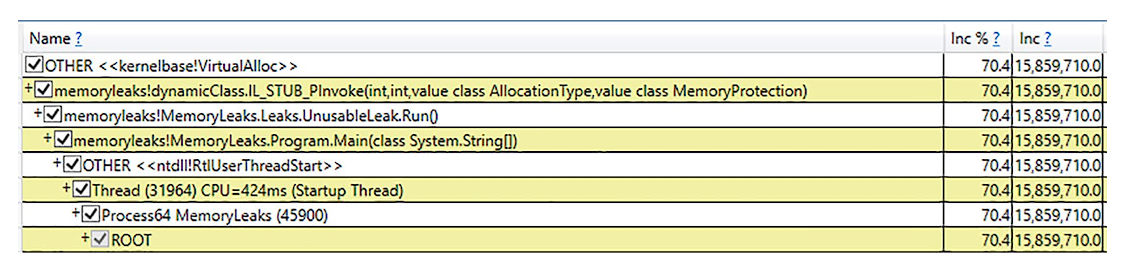 Name ? Inc % ? Inc ?
OTHER <<kernelbase!VirtualAlloc>> 70.4 15,859,710.0
+ memoryleaks!dynamicClass.IL_STUB_PInvoke(int,int,value class AllocationType,value class MemoryProtection) 70.4 15,859,710.0
+ memoryleaks!MemoryLeaks.Leaks.UnusableLeak.Run() 70.4 15,859,710.0
+ memoryleaks!MemoryLeaks.Program.Main(class System.String[]) 70.4 15,859,710.0
+ OTHER <<ntdll!RtlUserThreadStart>> 70.4 15,859,710.0
+ Thread (31964) CPU=424ms (Startup Thread) 70.4 15,859,710.0
+ Process64 MemoryLeaks (45900) 70.4 15,859,710.0
+ ROOT 70.4 15,859,710.0